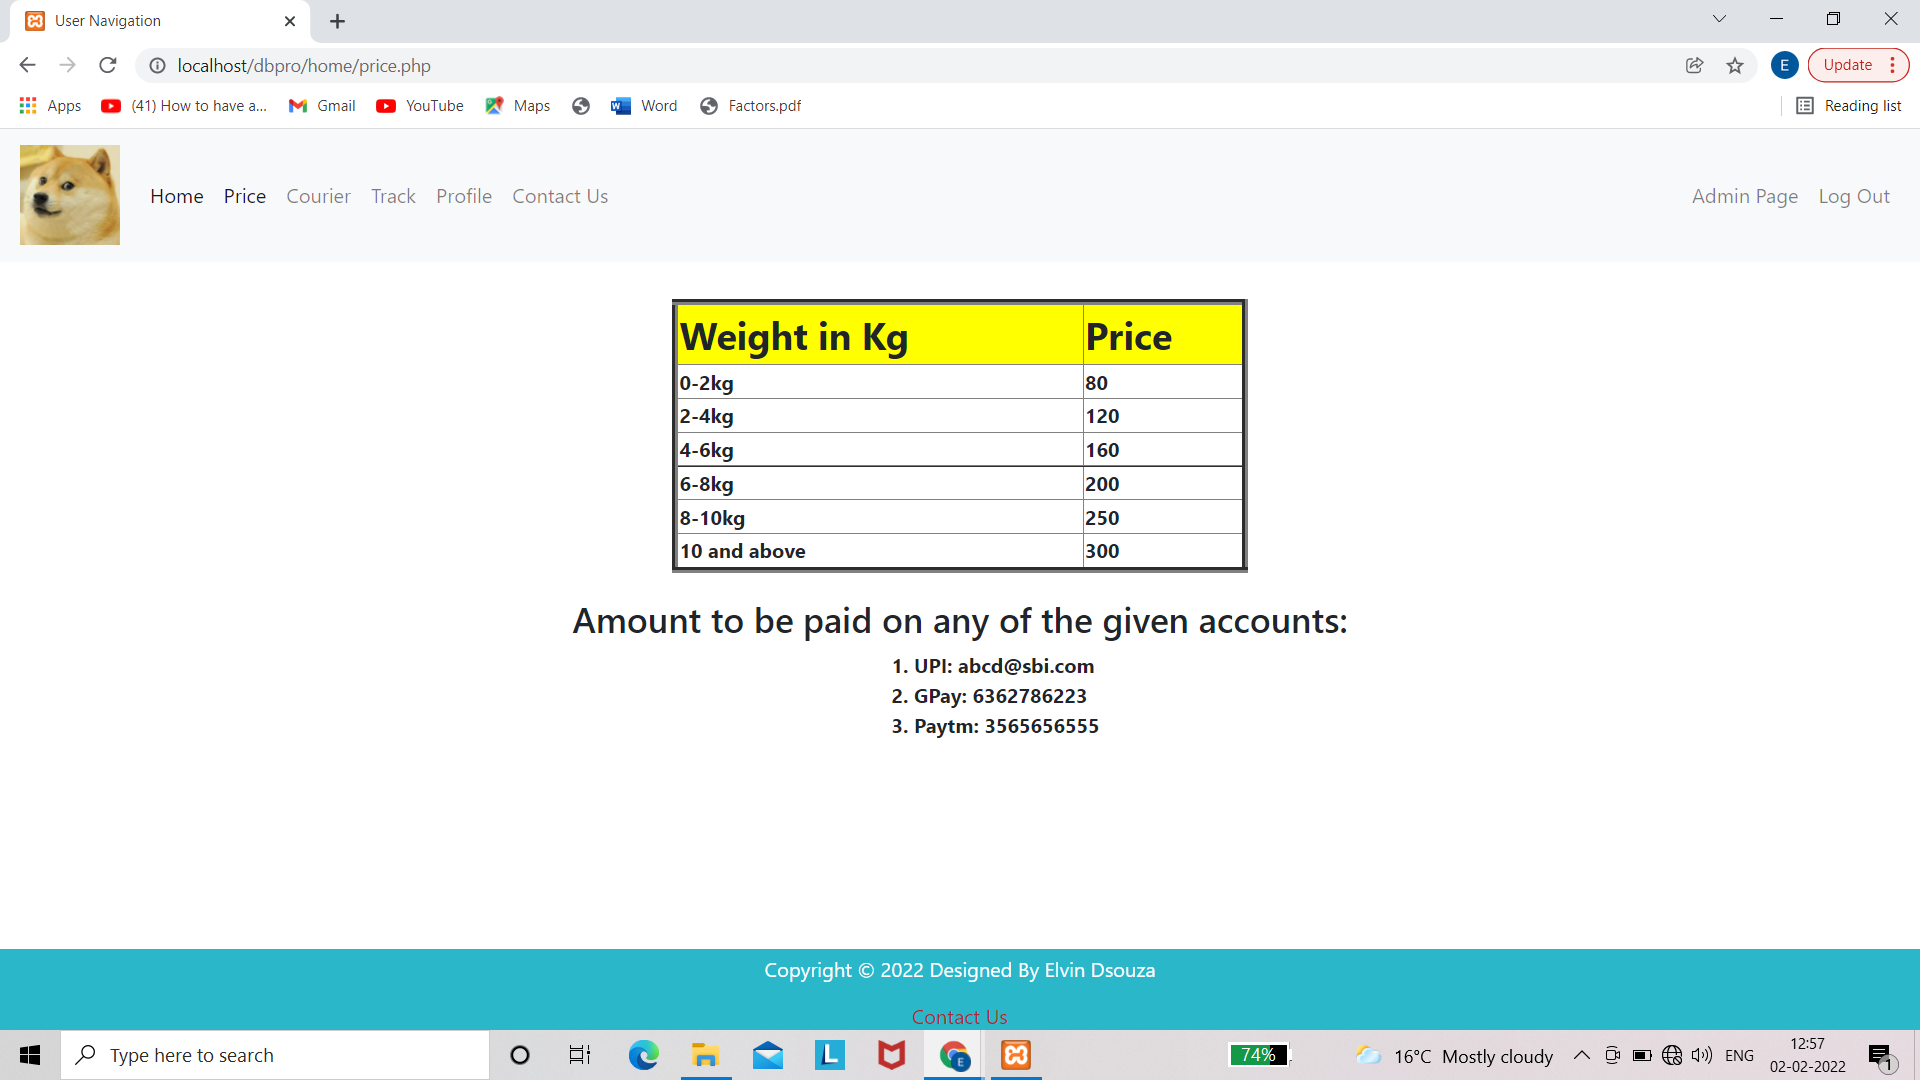 User Navigation
localhost/dbpro/home/price.php
E
Update
Apps
(41) How to have a...
Gmail
YouTube
Maps
Word
Factors.pdf
Reading list
Home Price Courier Track Profile Contact Us
Admin Page Log Out
Weight in Kg Price
0-2kg 80
2-4kg 120
4-6kg 160
6-8kg 200
8-10kg 250
10 and above 300
Amount to be paid on any of the given accounts:
1. UPI: abcd@sbi.com
2. GPay: 6362786223
3. Paytm: 3565656555
Copyright © 2022 Designed By Elvin Dsouza
Contact Us
Type here to search
L
E
74%
16°C Mostly cloudy
ENG
12:57
02-02-2022
1